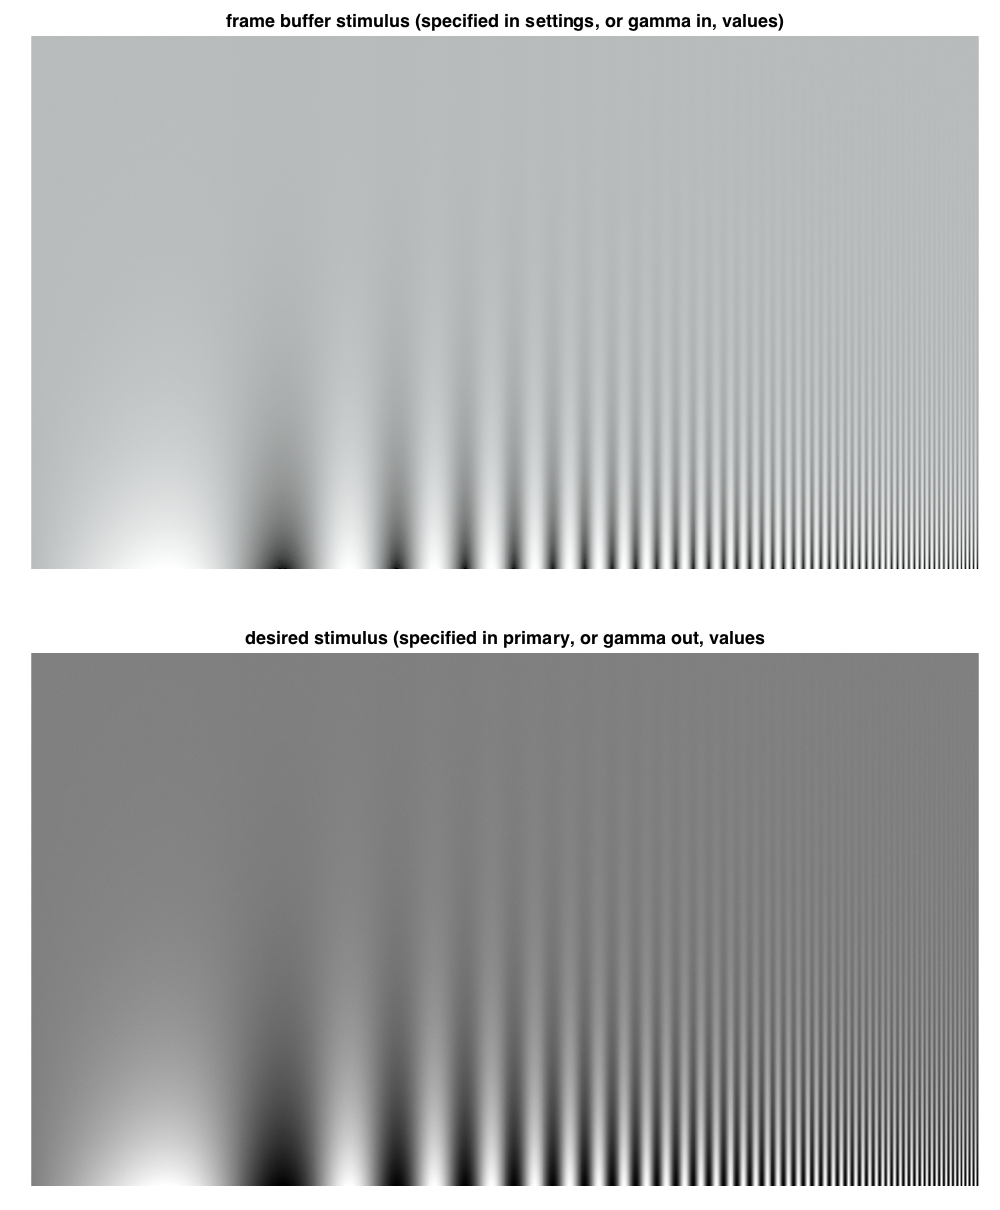 frame buffer stimulus (specified in settings, or gamma in, values)
desired stimulus (specified in primary, or gamma out, values